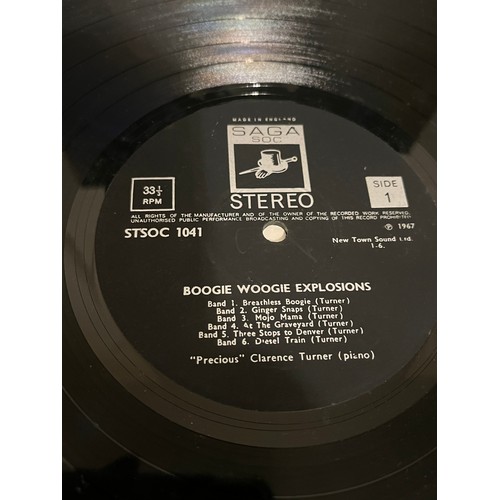 MADE IN ENGLAND
SAGA
SOC
STEREO
33⅓
RPM
SIDE
1
ALL RIGHTS OF THE MANUFACTURER AND OF THE OWNER OF THE RECORDED WORK RESERVED.
UNAUTHORISED PUBLIC PERFORMANCE BROADCASTING AND COPYING OF THIS RECORD PROHIBITED
STSOC 1041
℗ 1967
New Town Sound Ltd.
1-6.
BOOGIE WOOGIE EXPLOSIONS
Band 1. Breathless Boogie (Turner)
Band 2. Ginger Snaps (Turner)
Band 3. Mojo Mama (Turner)
Band 4. At The Graveyard (Turner)
Band 5. Three Stops to Denver (Turner)
Band 6. Diesel Train (Turner)
"Precious" Clarence Turner (piano)